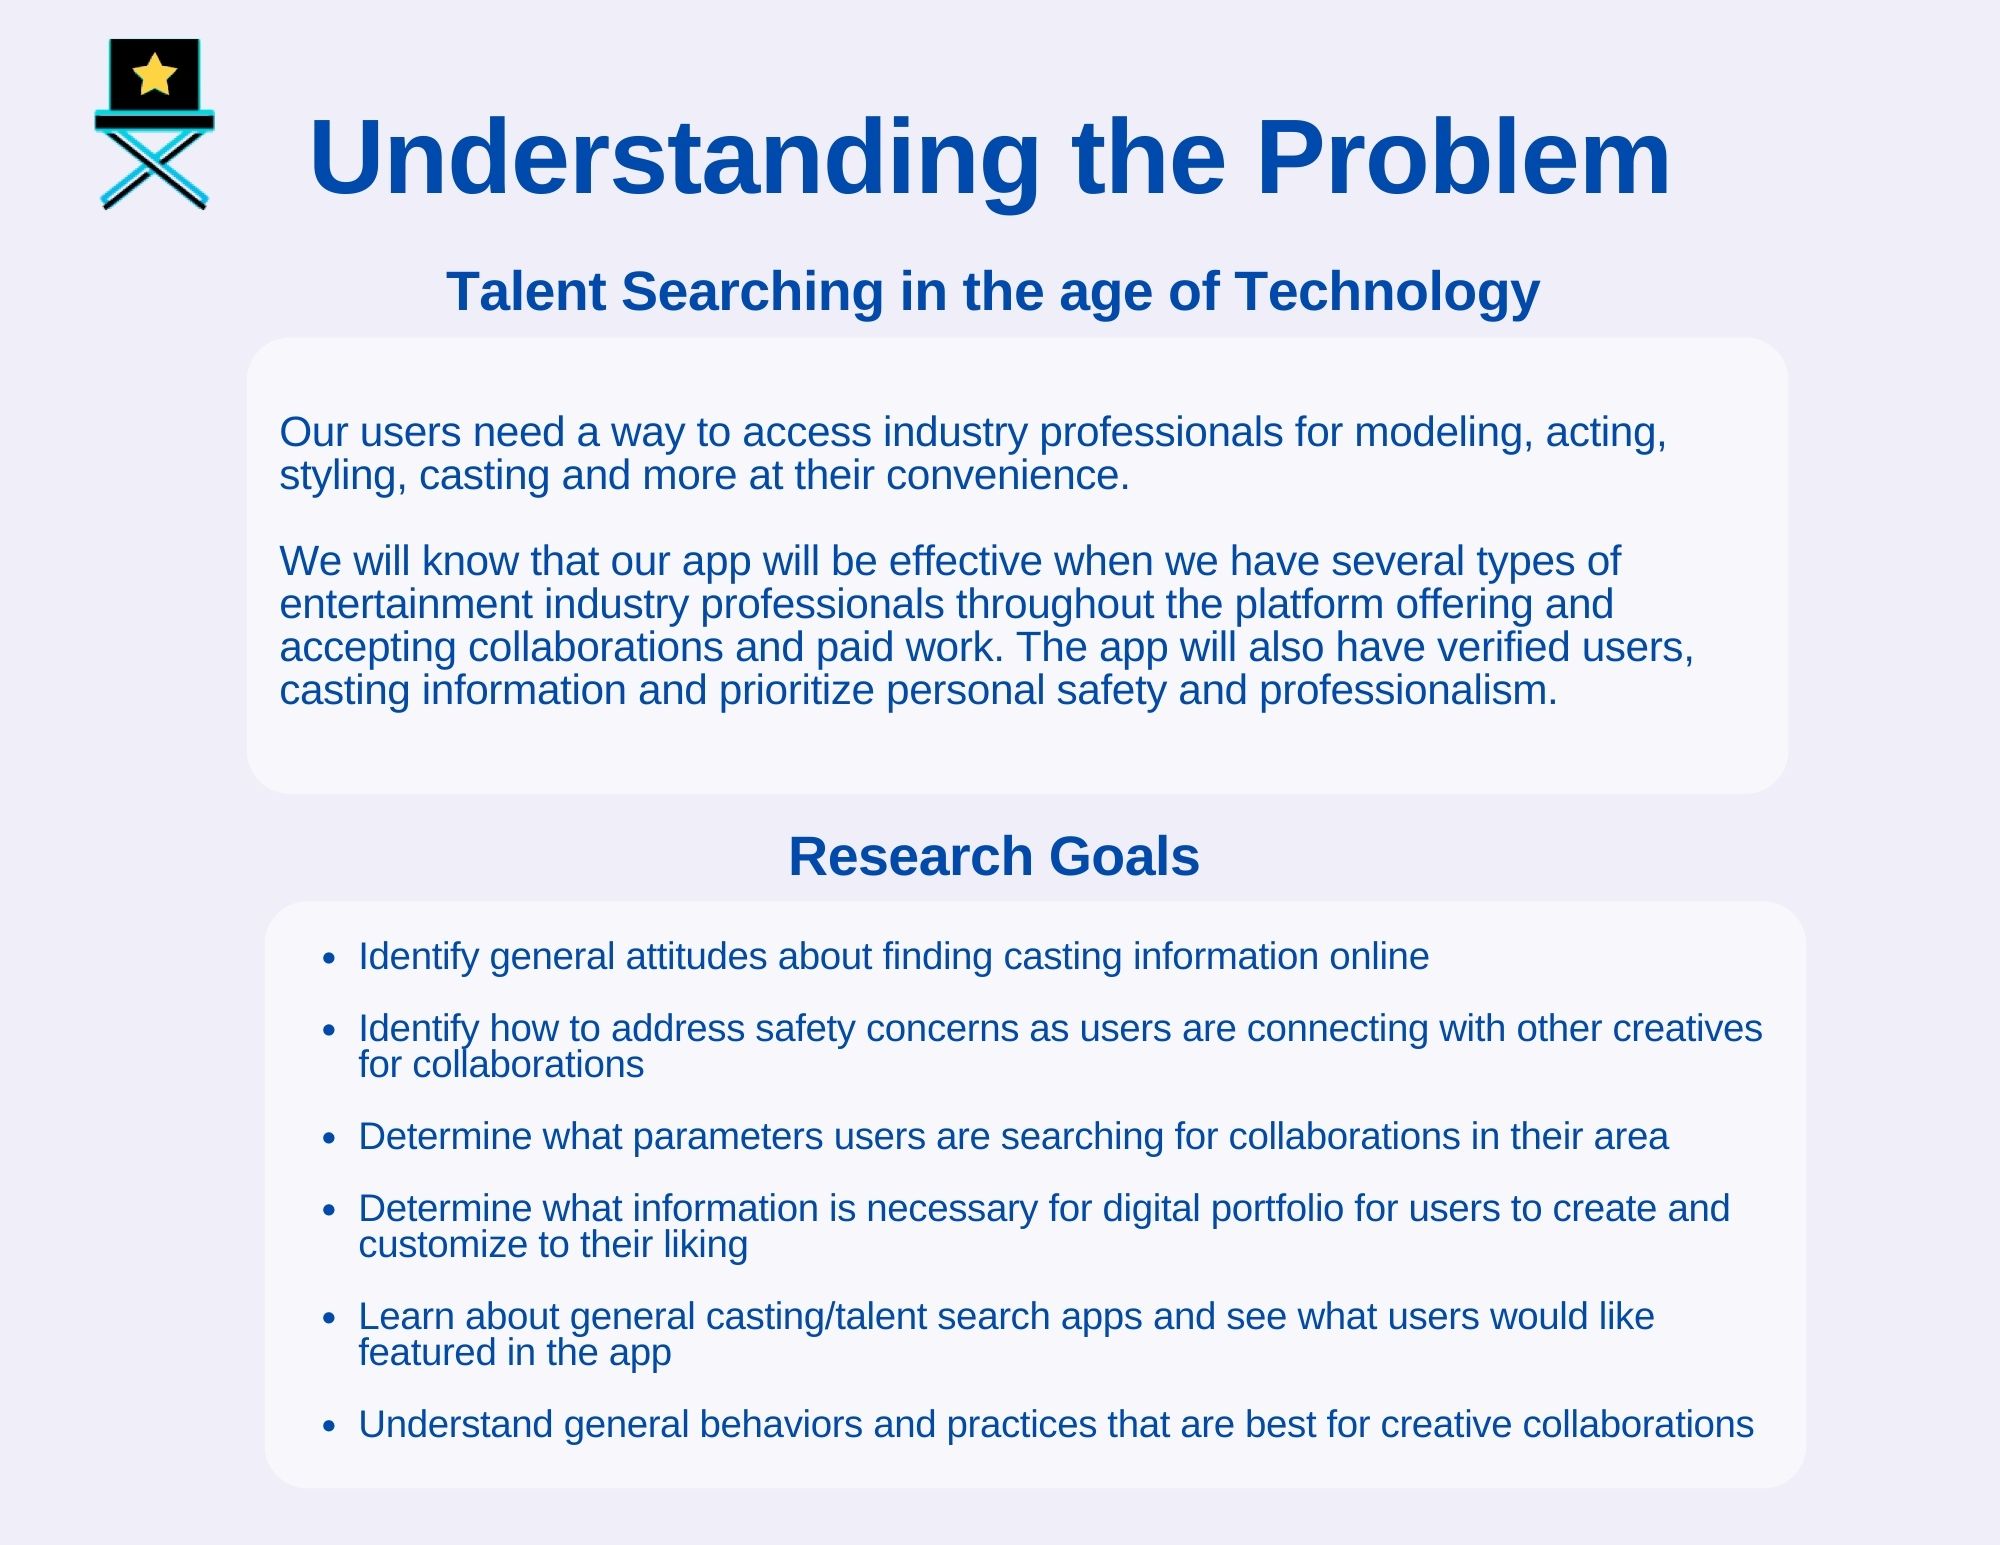 Understanding the Problem
Talent Searching in the age of Technology
Our users need a way to access industry professionals for modeling, acting,
styling, casting and more at their convenience.
We will know that our app will be effective when we have several types of
entertainment industry professionals throughout the platform offering and
accepting collaborations and paid work. The app will also have verified users,
casting information and prioritize personal safety and professionalism.
Research Goals
• Identify general attitudes about finding casting information online
• Identify how to address safety concerns as users are connecting with other creatives
for collaborations
• Determine what parameters users are searching for collaborations in their area
• Determine what information is necessary for digital portfolio for users to create and
customize to their liking
• Learn about general casting/talent search apps and see what users would like
featured in the app
• Understand general behaviors and practices that are best for creative collaborations